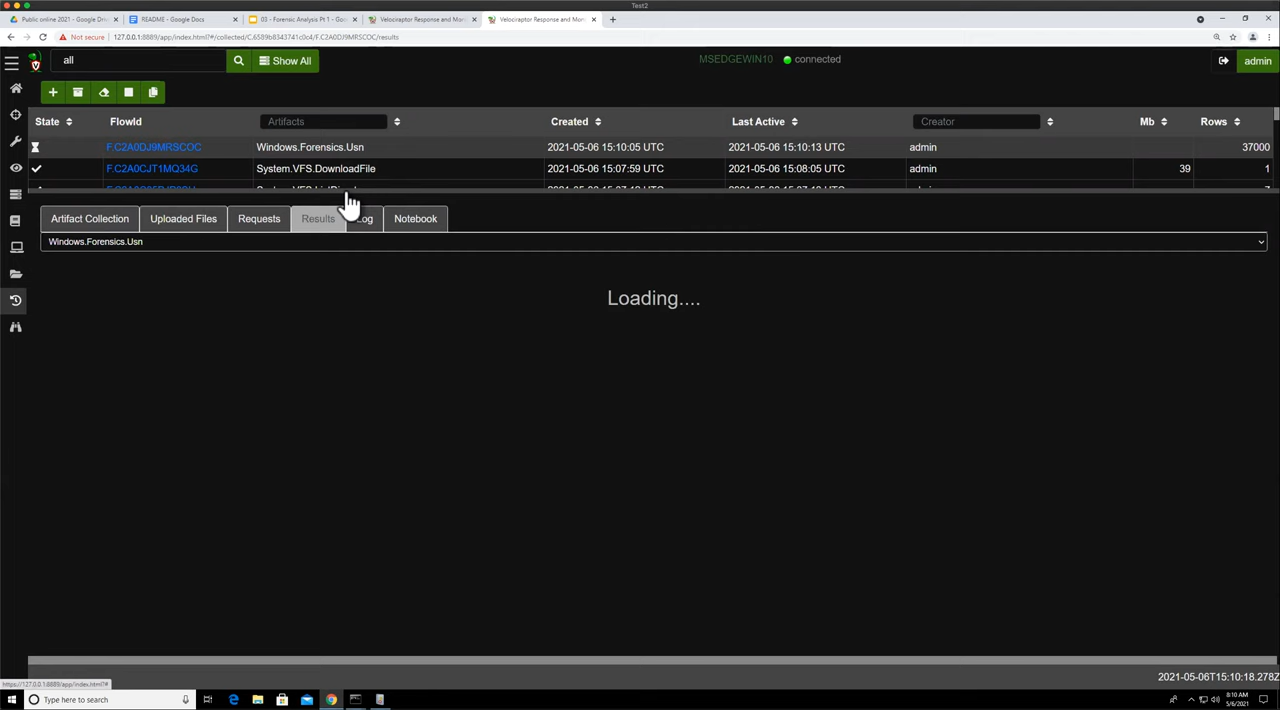 Test2
Public online 2021 - Google Driv
README - Google Docs
03 - Forensic Analysis Pt 1 - Goo
Velociraptor Response and Mon
Velociraptor Response and Mon
Not secure
127.0.0.1:8889/app/index.html?#/collected/C.6589b8343741c0c4/F.C2A0DJ9MRSCOC/results
all
Show All
MSEDGEWIN10
connected
admin
State
FlowId
Artifacts
Created
Last Active
Creator
Mb
Rows
F.C2A0DJ9MRSCOC
Windows.Forensics.Usn
2021-05-06 15:10:05 UTC
2021-05-06 15:10:13 UTC
admin
37000
F.C2A0CJT1MQ34G
System.VFS.DownloadFile
2021-05-06 15:07:59 UTC
2021-05-06 15:08:05 UTC
admin
39
1
Artifact Collection
Uploaded Files
Requests
Results
Log
Notebook
Windows.Forensics.Usn
Loading....
2021-05-06T15:10:18.278Z
https://127.0.0.1:8889/app/index.html?#
Type here to search
8:10 AM
5/6/2021